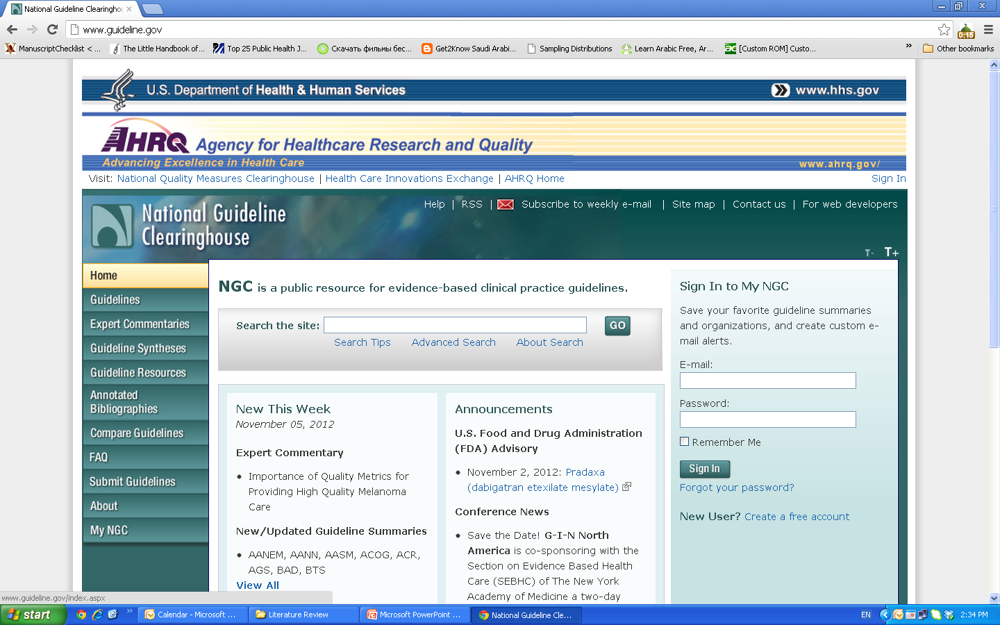 National Guideline Clearinghou
www.guideline.gov
0:15
ManuscriptChecklist < ...
The Little Handbook of...
Top 25 Public Health J...
Скачать фильмы бес...
Get2Know Saudi Arabi...
Sampling Distributions
Learn Arabic Free, Ar...
[Custom ROM] Custo...
»
Other bookmarks
U.S. Department of Health & Human Services
www.hhs.gov
AHRQ Agency for Healthcare Research and Quality
Advancing Excellence in Health Care
www.ahrq.gov/
Visit: National Quality Measures Clearinghouse | Health Care Innovations Exchange | AHRQ Home
Sign In
National Guideline
Clearinghouse
Help | RSS | Subscribe to weekly e-mail | Site map | Contact us | For web developers
T- T+
Home
Guidelines
Expert Commentaries
Guideline Syntheses
Guideline Resources
Annotated
Bibliographies
Compare Guidelines
FAQ
Submit Guidelines
About
My NGC
NGC is a public resource for evidence-based clinical practice guidelines.
Search the site:
GO
Search Tips
Advanced Search
About Search
New This Week
November 05, 2012
Expert Commentary
• Importance of Quality Metrics for
Providing High Quality Melanoma
Care
New/Updated Guideline Summaries
• AANEM, AANN, AASM, ACOG, ACR,
AGS, BAD, BTS
View All
Announcements
U.S. Food and Drug Administration
(FDA) Advisory
• November 2, 2012: Pradaxa
(dabigatran etexilate mesylate)
Conference News
• Save the Date! G-I-N North
America is co-sponsoring with the
Section on Evidence Based Health
Care (SEBHC) of The New York
Academy of Medicine a two-day
Sign In to My NGC
Save your favorite guideline summaries
and organizations, and create custom e-
mail alerts.
E-mail:
Password:
Remember Me
Sign In
Forgot your password?
New User? Create a free account
www.guideline.gov/index.aspx
start
»
Calendar - Microsoft ...
Literature Review
Microsoft PowerPoint ...
National Guideline Cle...
EN
2:34 PM